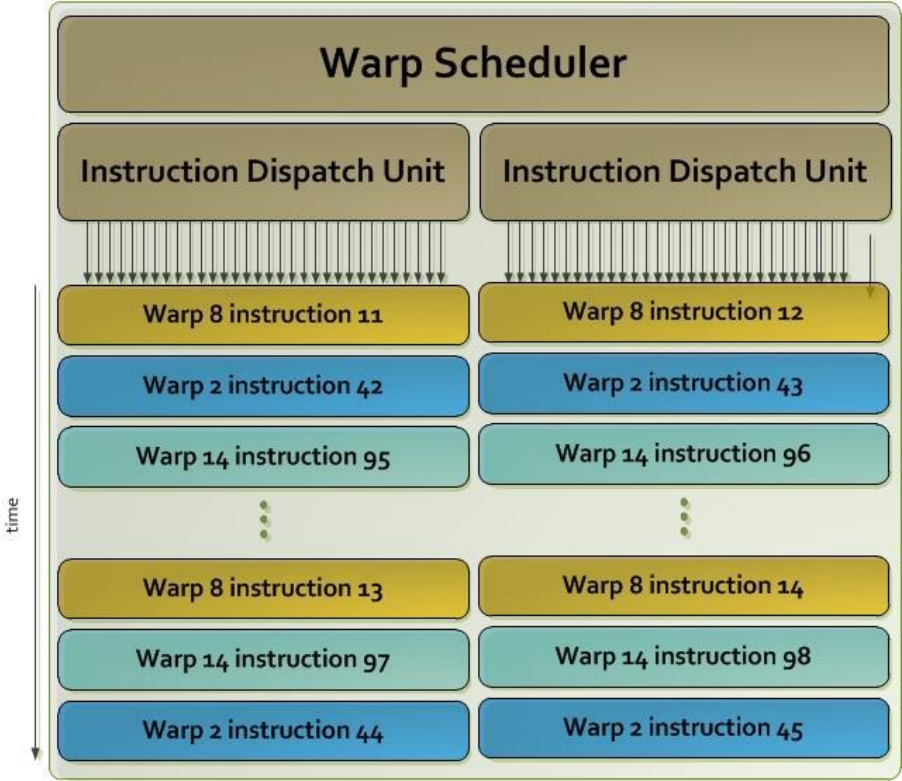 Warp Scheduler
Instruction Dispatch Unit
Instruction Dispatch Unit
Warp 8 instruction 11
Warp 8 instruction 12
Warp 2 instruction 42
Warp 2 instruction 43
Warp 14 instruction 95
Warp 14 instruction 96
time
Warp 8 instruction 13
Warp 8 instruction 14
Warp 14 instruction 97
Warp 14 instruction 98
Warp 2 instruction 44
Warp 2 instruction 45